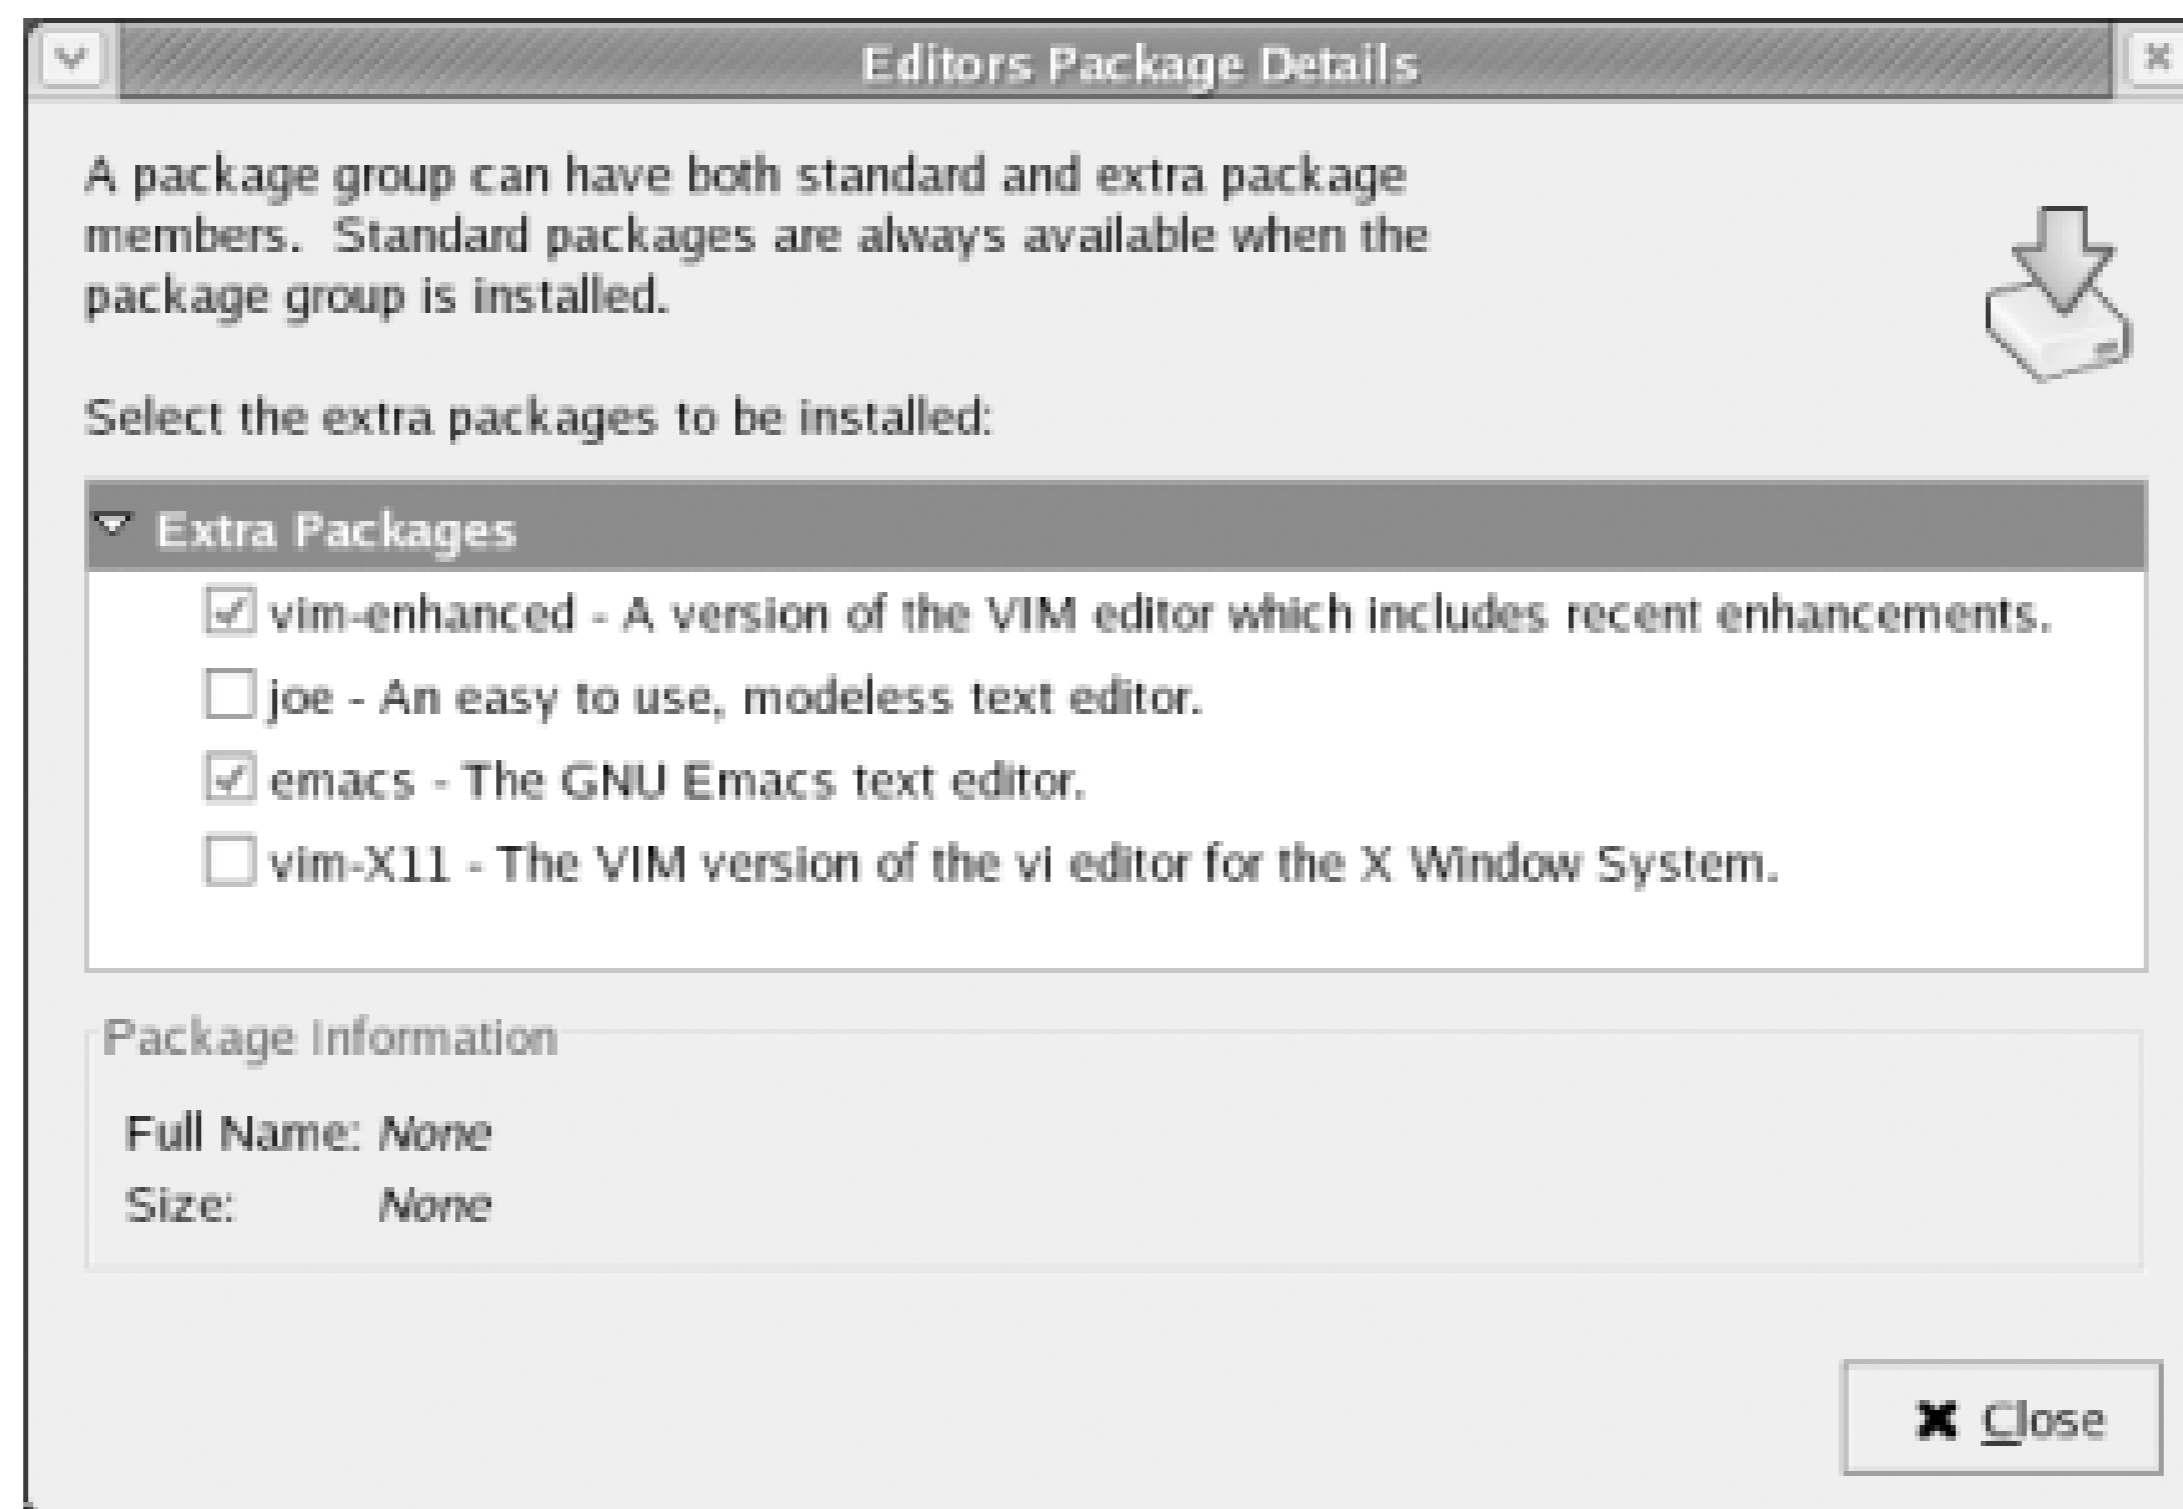 Editors Package Details
A package group can have both standard and extra package
members.  Standard packages are always available when the
package group is installed.
Select the extra packages to be installed:
Extra Packages
vim-enhanced - A version of the VIM editor which includes recent enhancements.
joe - An easy to use, modeless text editor.
emacs - The GNU Emacs text editor.
vim-X11 - The VIM version of the vi editor for the X Window System.
Package Information
Full Name: None
Size: None
Close